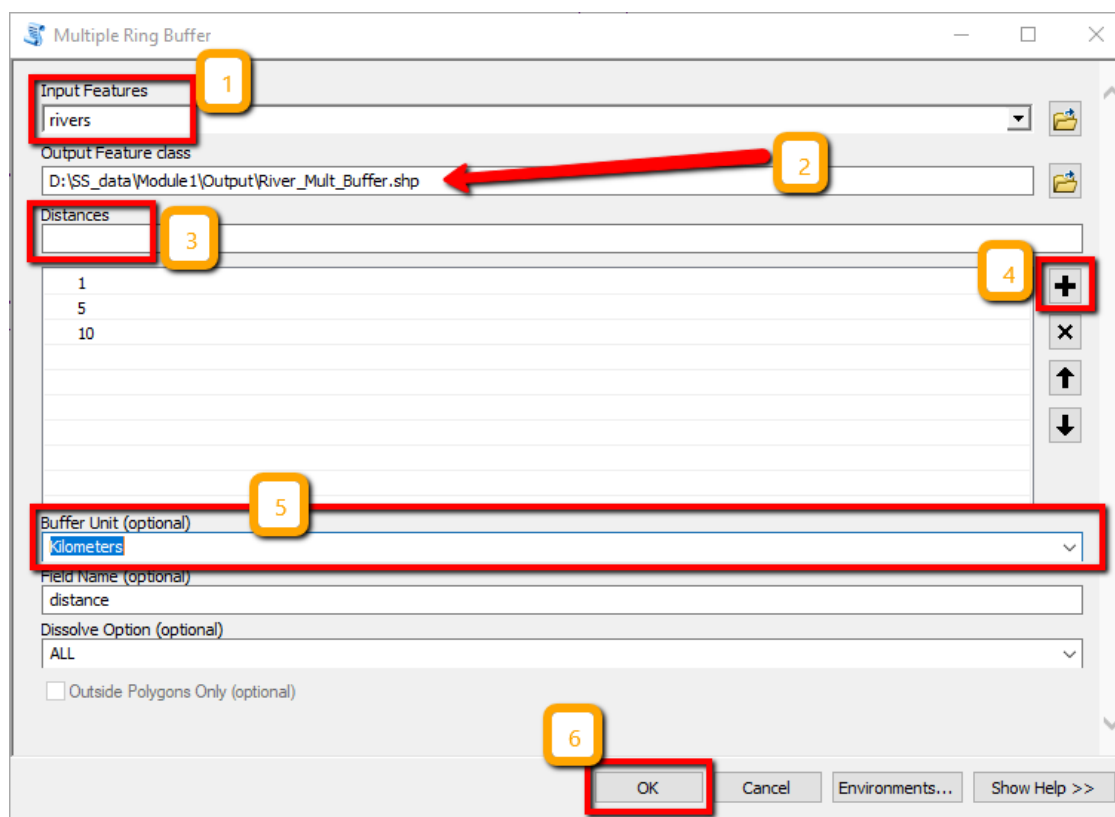 Multiple Ring Buffer
1
Input Features
rivers
Output Feature class
2
D:\SS_data\Module1\Output\River_Mult_Buffer.shp
Distances
3
4
1
5
10
5
Buffer Unit (optional)
Kilometers
Field Name (optional)
distance
Dissolve Option (optional)
ALL
Outside Polygons Only (optional)
6
OK Cancel Environments... Show Help >>